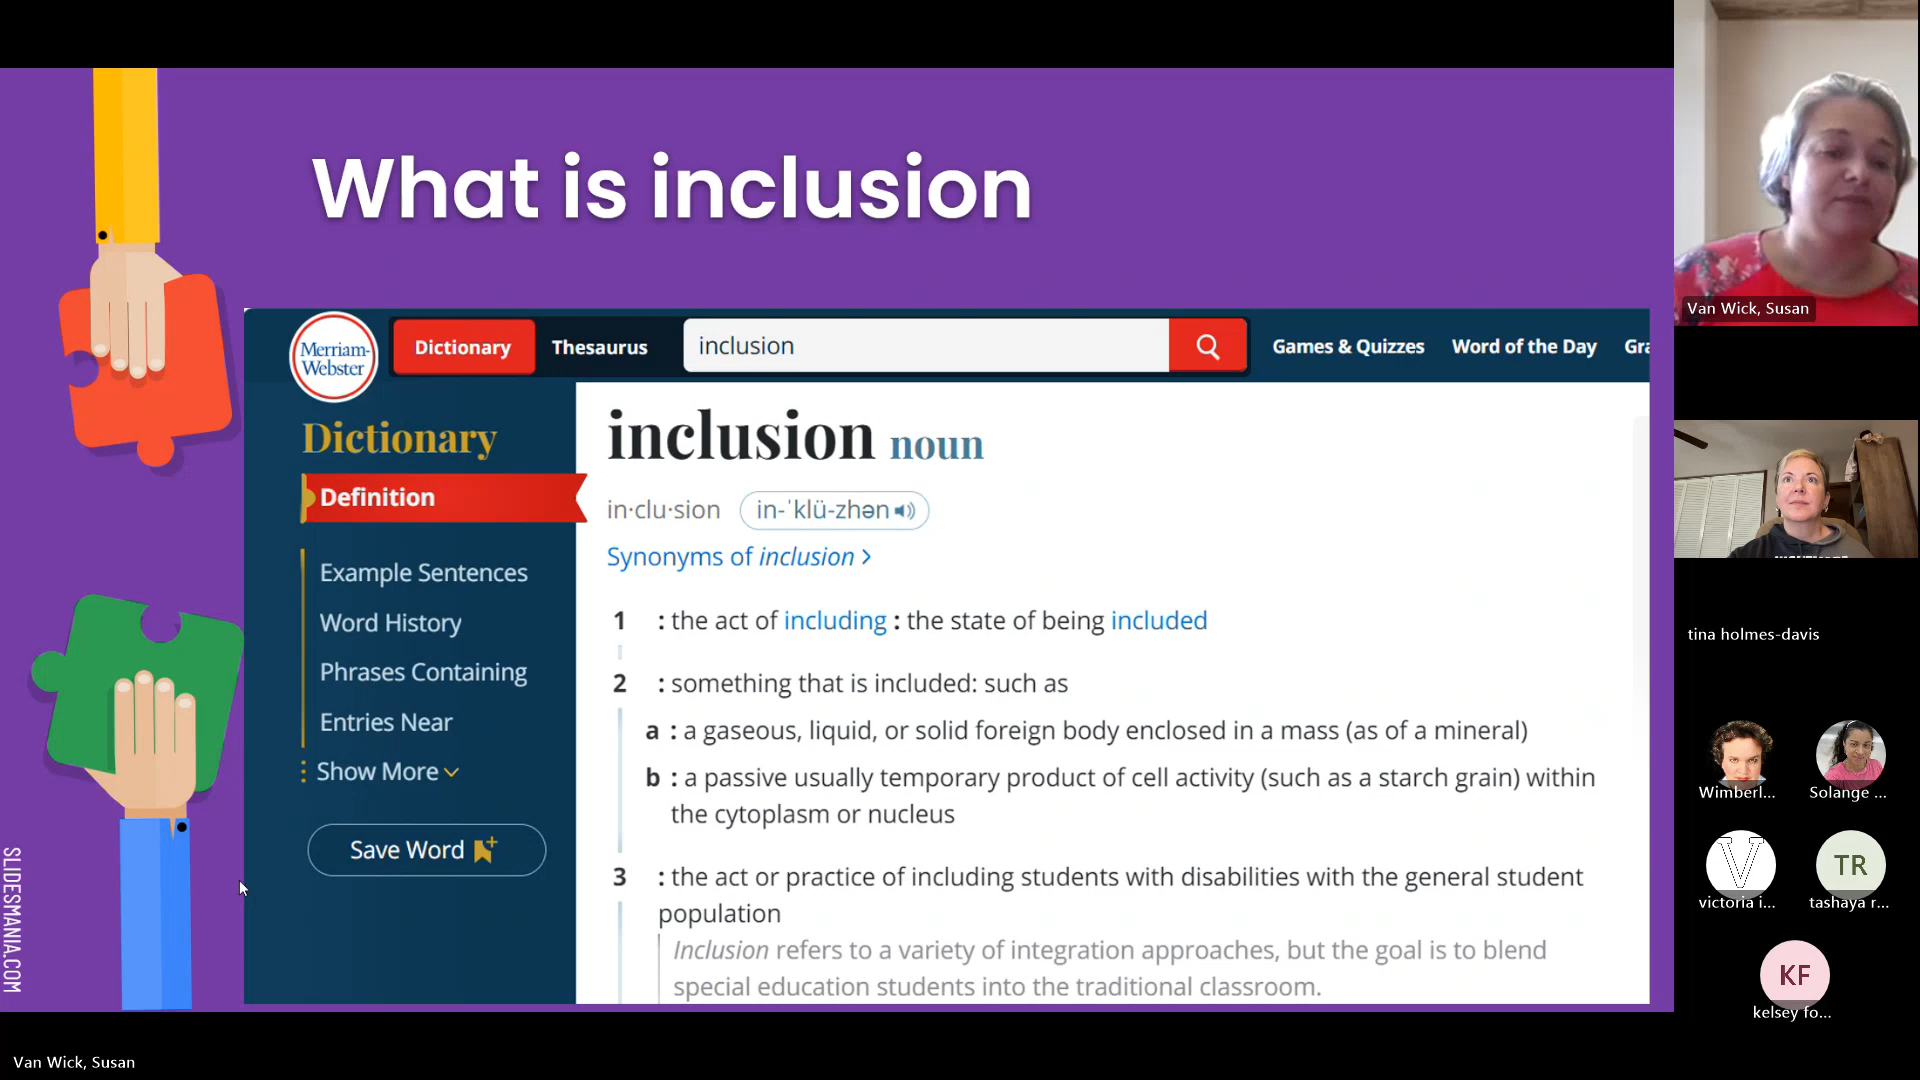 What is inclusion
Merriam-
Webster
Dictionary
Thesaurus
inclusion
Games & Quizzes
Word of the Day
Gra
Dictionary
Definition
Example Sentences
Word History
Phrases Containing
Entries Near
Show More
Save Word
inclusion noun
in·clu·sion in-ˈklü-zhən
Synonyms of inclusion >
1 : the act of including : the state of being included
2 : something that is included: such as
a : a gaseous, liquid, or solid foreign body enclosed in a mass (as of a mineral)
b : a passive usually temporary product of cell activity (such as a starch grain) within
the cytoplasm or nucleus
3 : the act or practice of including students with disabilities with the general student
population
Inclusion refers to a variety of integration approaches, but the goal is to blend
special education students into the traditional classroom.
SLIDESMANIA.COM
Van Wick, Susan
Van Wick, Susan
tina holmes-davis
Wimberl...
Solange ...
V
victoria i...
TR
tashaya r...
KF
kelsey fo...